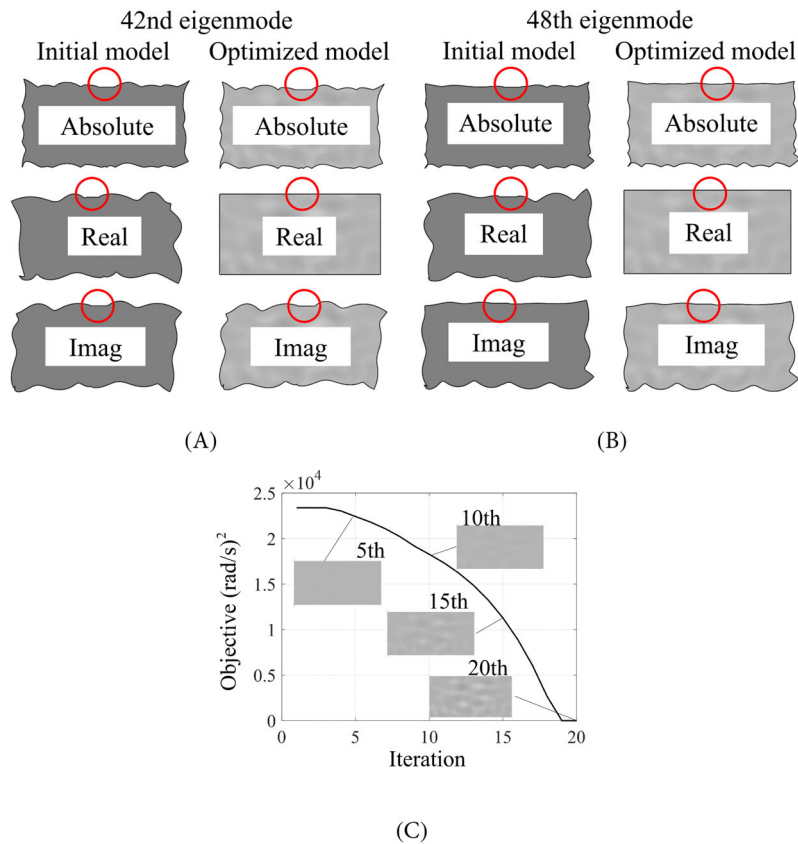 42nd eigenmode
48th eigenmode
Initial model
Optimized model
Initial model
Optimized model
Absolute
Absolute
Absolute
Absolute
Real
Real
Real
Real
Imag
Imag
Imag
Imag
(A)
(B)
×10⁴
2.5
2
1.5
1
0.5
0
Objective (rad/s)²
5th
10th
15th
20th
0
5
10
15
20
Iteration
(C)